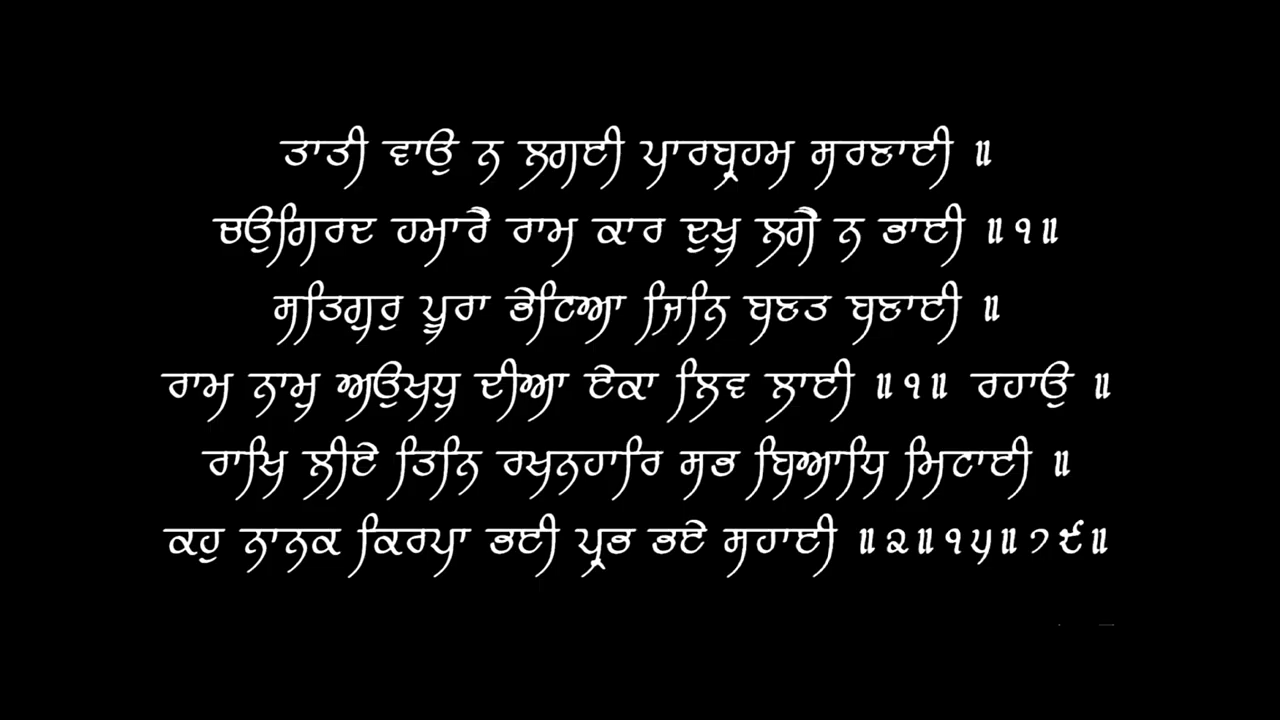 ਤਾਤੀ ਵਾਉ ਨ ਲਗਈ ਪਾਰਬ੍ਰਹਮ ਸਰਣਾਈ ॥
ਚਉਗਿਰਦ ਹਮਾਰੈ ਰਾਮ ਕਾਰ ਦੁਖੁ ਲਗੈ ਨ ਭਾਈ ॥੧॥
ਸਤਿਗੁਰੁ ਪੂਰਾ ਭੇਟਿਆ ਜਿਨਿ ਬਣਤ ਬਣਾਈ ॥
ਰਾਮ ਨਾਮੁ ਅਉਖਧੁ ਦੀਆ ਏਕਾ ਲਿਵ ਲਾਈ ॥੧॥ ਰਹਾਉ ॥
ਰਾਖਿ ਲੀਏ ਤਿਨਿ ਰਖਨਹਾਰਿ ਸਭ ਬਿਆਧਿ ਮਿਟਾਈ ॥
ਕਹੁ ਨਾਨਕ ਕਿਰਪਾ ਭਈ ਪ੍ਰਭ ਭਏ ਸਹਾਈ ॥੨॥੧੫॥੭੯॥